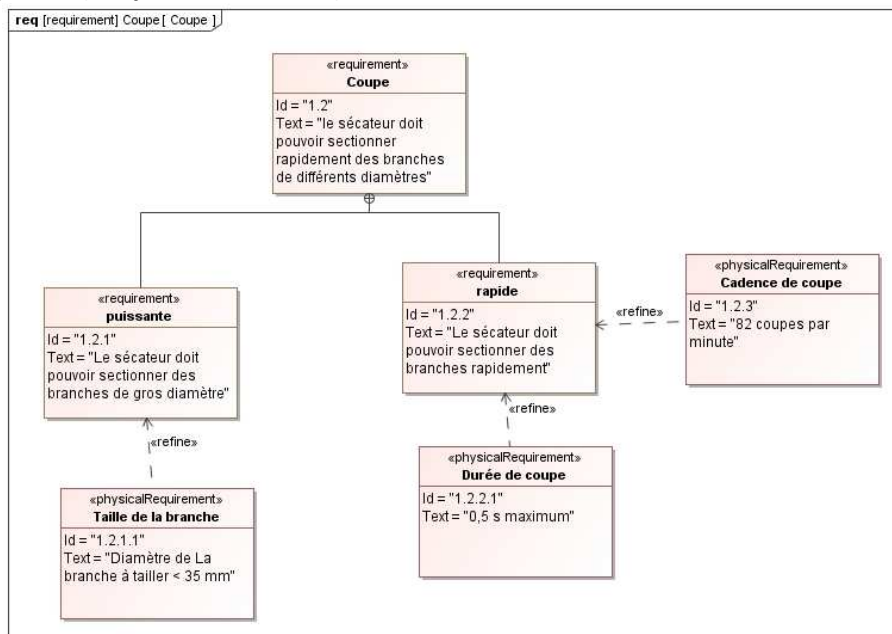 req [requirement] Coupe [ Coupe ]
«requirement»
Coupe
Id = "1.2"
Text = "le sécateur doit
pouvoir sectionner
rapidement des branches
de différents diamètres"
«requirement»
puissante
Id = "1.2.1"
Text = "Le sécateur doit
pouvoir sectionner des
branches de gros diamètre"
«requirement»
rapide
Id = "1.2.2"
Text = "Le sécateur doit
pouvoir sectionner des
branches rapidement"
«refine»
«physicalRequirement»
Cadence de coupe
Id = "1.2.3"
Text = "82 coupes par
minute"
«refine»
«refine»
«physicalRequirement»
Taille de la branche
Id = "1.2.1.1"
Text = "Diamètre de La
branche à tailler < 35 mm"
«physicalRequirement»
Durée de coupe
Id = "1.2.2.1"
Text = "0,5 s maximum"